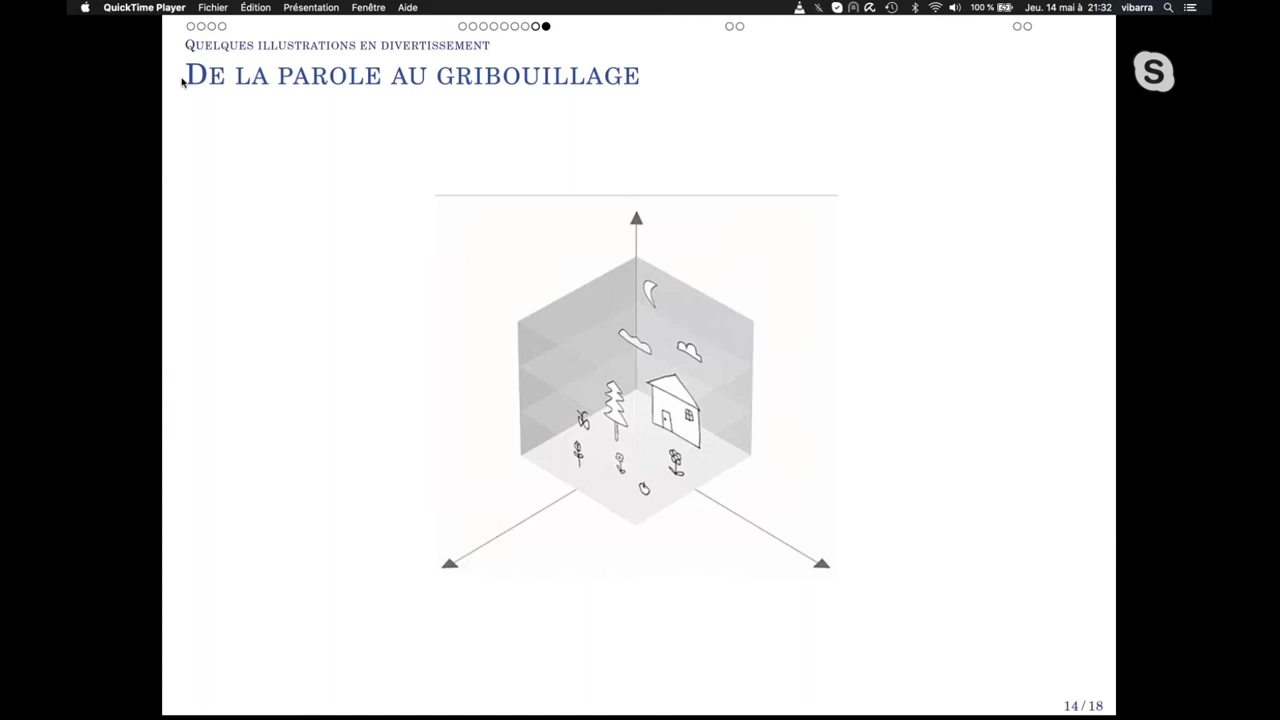 QuickTime Player Fichier Édition Présentation Fenêtre Aide 100 % Jeu. 14 mai à 21:32 vibarra
QUELQUES ILLUSTRATIONS EN DIVERTISSEMENT
DE LA PAROLE AU GRIBOUILLAGE
S
14 / 18